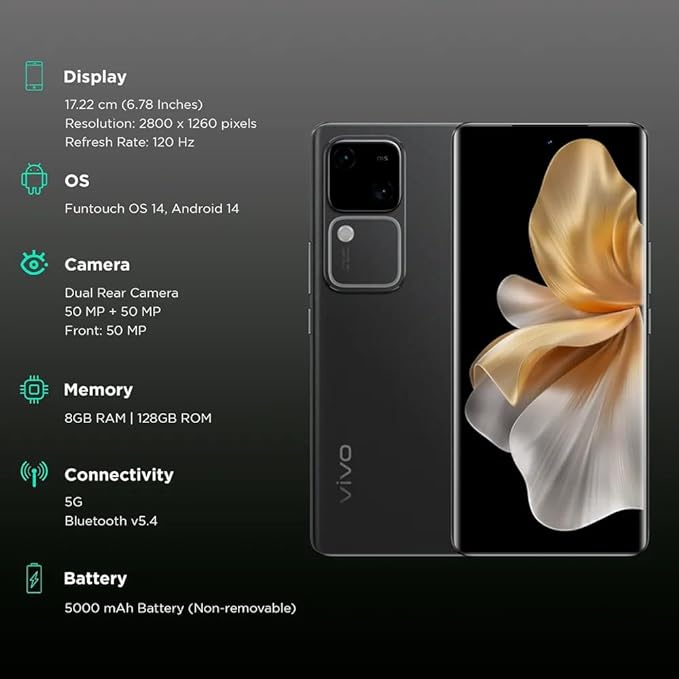 Display
17.22 cm (6.78 Inches)
Resolution: 2800 x 1260 pixels
Refresh Rate: 120 Hz
OS
Funtouch OS 14, Android 14
Camera
Dual Rear Camera
50 MP + 50 MP
Front: 50 MP
Memory
8GB RAM | 128GB ROM
Connectivity
5G
Bluetooth v5.4
Battery
5000 mAh Battery (Non-removable)
vivo